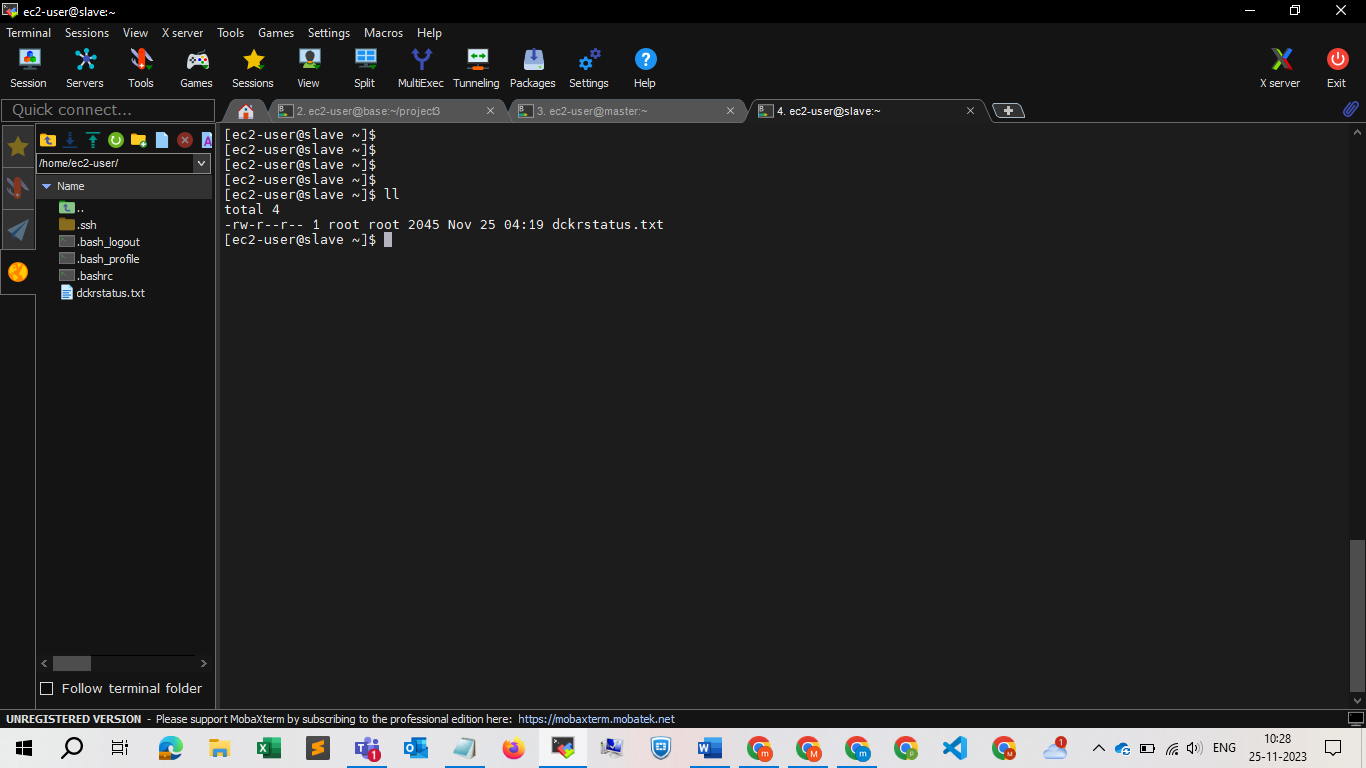 ec2-user@slave:~
Terminal Sessions View X server Tools Games Settings Macros Help
Session Servers Tools Games Sessions View Split MultiExec Tunneling Packages Settings Help X server Exit
Quick connect...
2. ec2-user@base:~/project3
3. ec2-user@master:~
4. ec2-user@slave:~
/home/ec2-user/
Name
..
.ssh
.bash_logout
.bash_profile
.bashrc
dckrstatus.txt
Follow terminal folder
[ec2-user@slave ~]$
[ec2-user@slave ~]$
[ec2-user@slave ~]$
[ec2-user@slave ~]$
[ec2-user@slave ~]$ ll
total 4
-rw-r--r-- 1 root root 2045 Nov 25 04:19 dckrstatus.txt
[ec2-user@slave ~]$
UNREGISTERED VERSION - Please support MobaXterm by subscribing to the professional edition here: https://mobaxterm.mobatek.net
ENG
10:28
25-11-2023